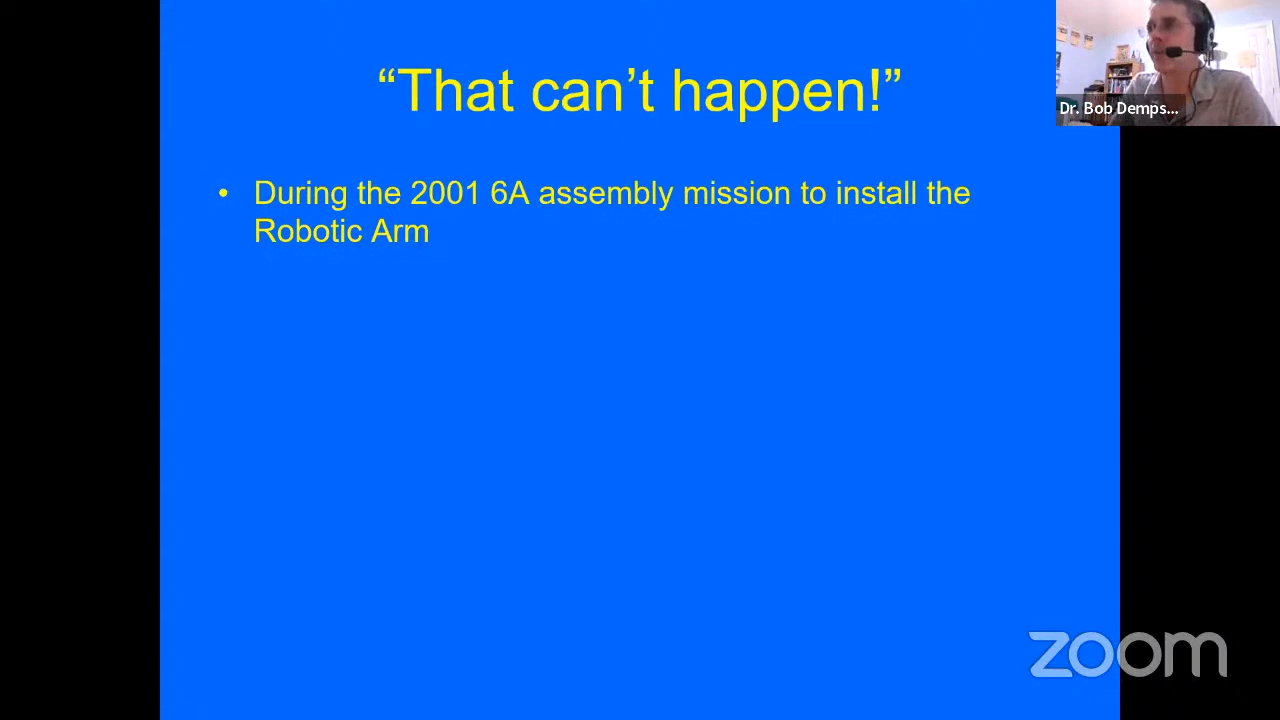 “That can’t happen!”
• During the 2001 6A assembly mission to install the
Robotic Arm
Dr. Bob Demps...
zoom